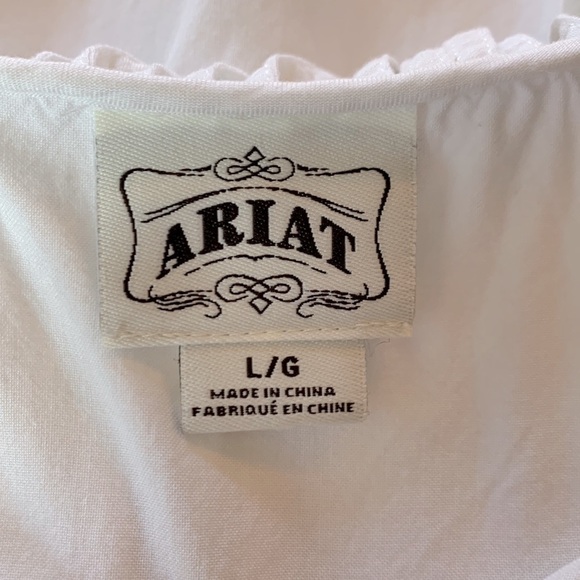 ARIAT
L/G
MADE IN CHINA
FABRIQUÉ EN CHINE